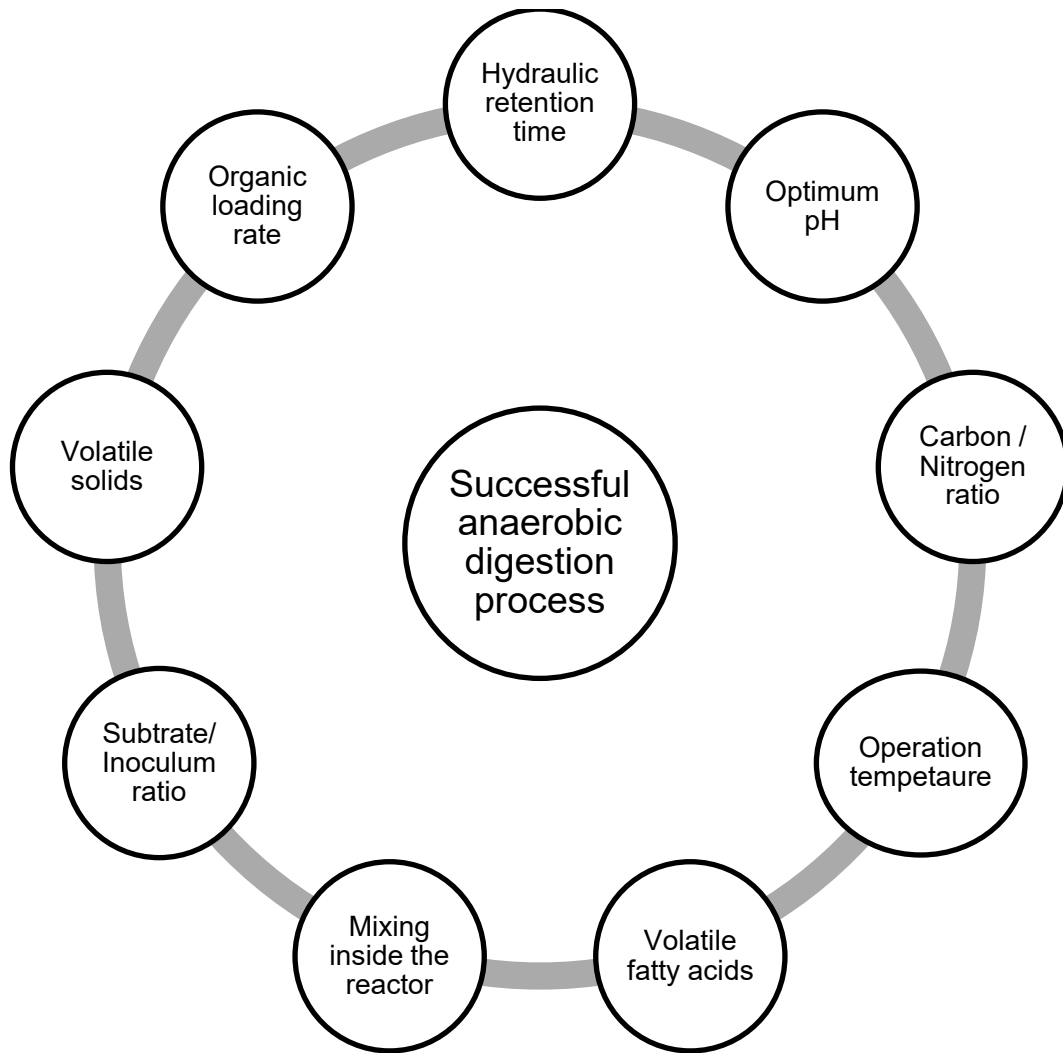 Hydraulic
retention
time
Optimum
pH
Carbon /
Nitrogen
ratio
Operation
tempetaure
Volatile
fatty acids
Mixing
inside the
reactor
Subtrate/
Inoculum
ratio
Volatile
solids
Organic
loading
rate
Successful
anaerobic
digestion
process